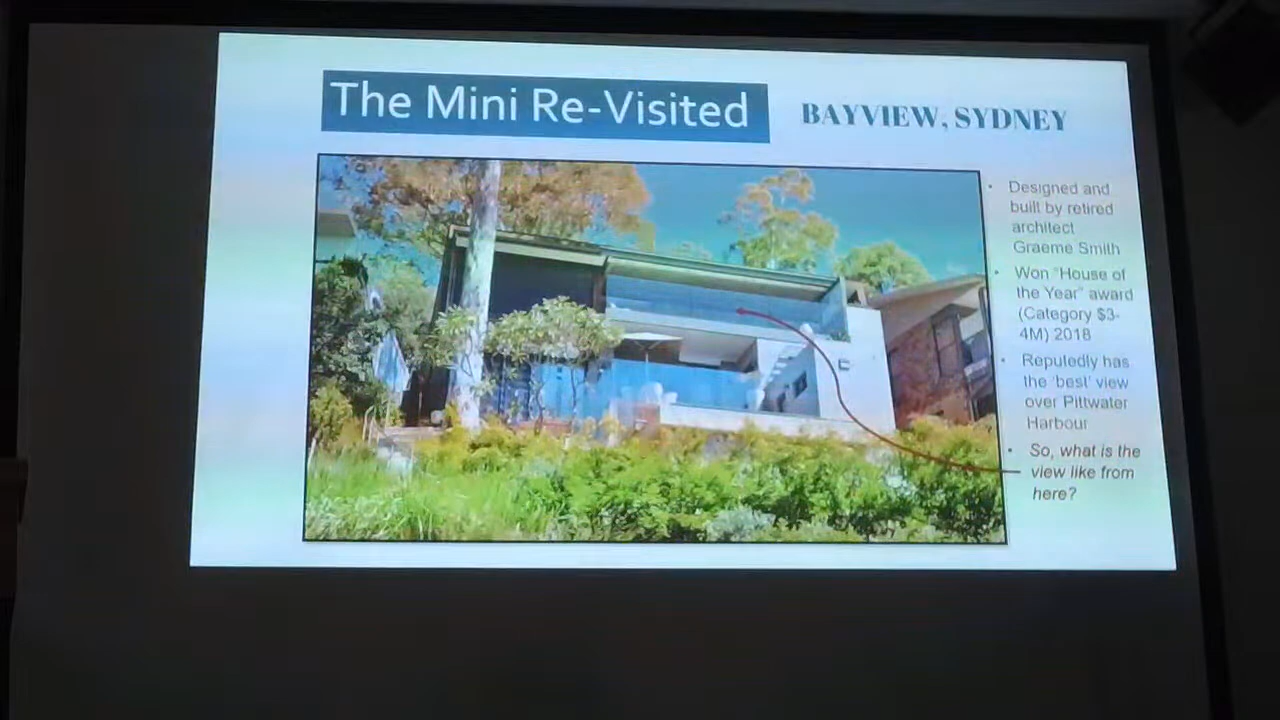 The Mini Re-Visited
BAYVIEW, SYDNEY
• Designed and
built by retired
architect
Graeme Smith
• Won "House of
the Year" award
(Category $3-
4M) 2018
• Reputedly has
the 'best' view
over Pittwater
Harbour
• So, what is the
view like from
here?